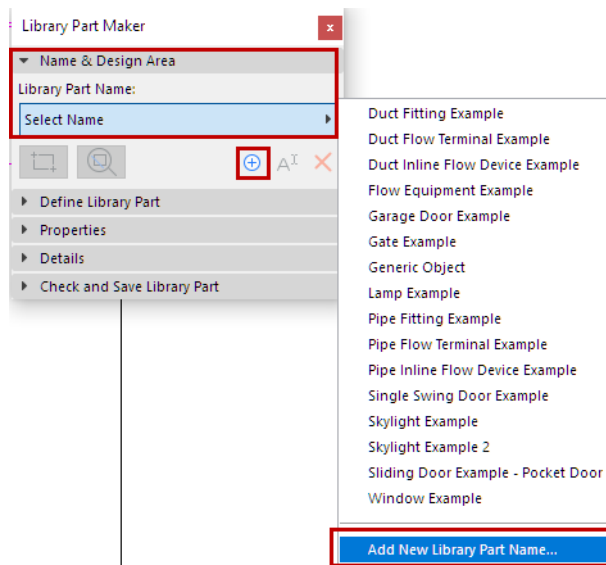 Library Part Maker
x
Name & Design Area
Library Part Name:
Select Name
A
Define Library Part
Properties
Details
Check and Save Library Part
Duct Fitting Example
Duct Flow Terminal Example
Duct Inline Flow Device Example
Flow Equipment Example
Garage Door Example
Gate Example
Generic Object
Lamp Example
Pipe Fitting Example
Pipe Flow Terminal Example
Pipe Inline Flow Device Example
Single Swing Door Example
Skylight Example
Skylight Example 2
Sliding Door Example - Pocket Door
Window Example
Add New Library Part Name...